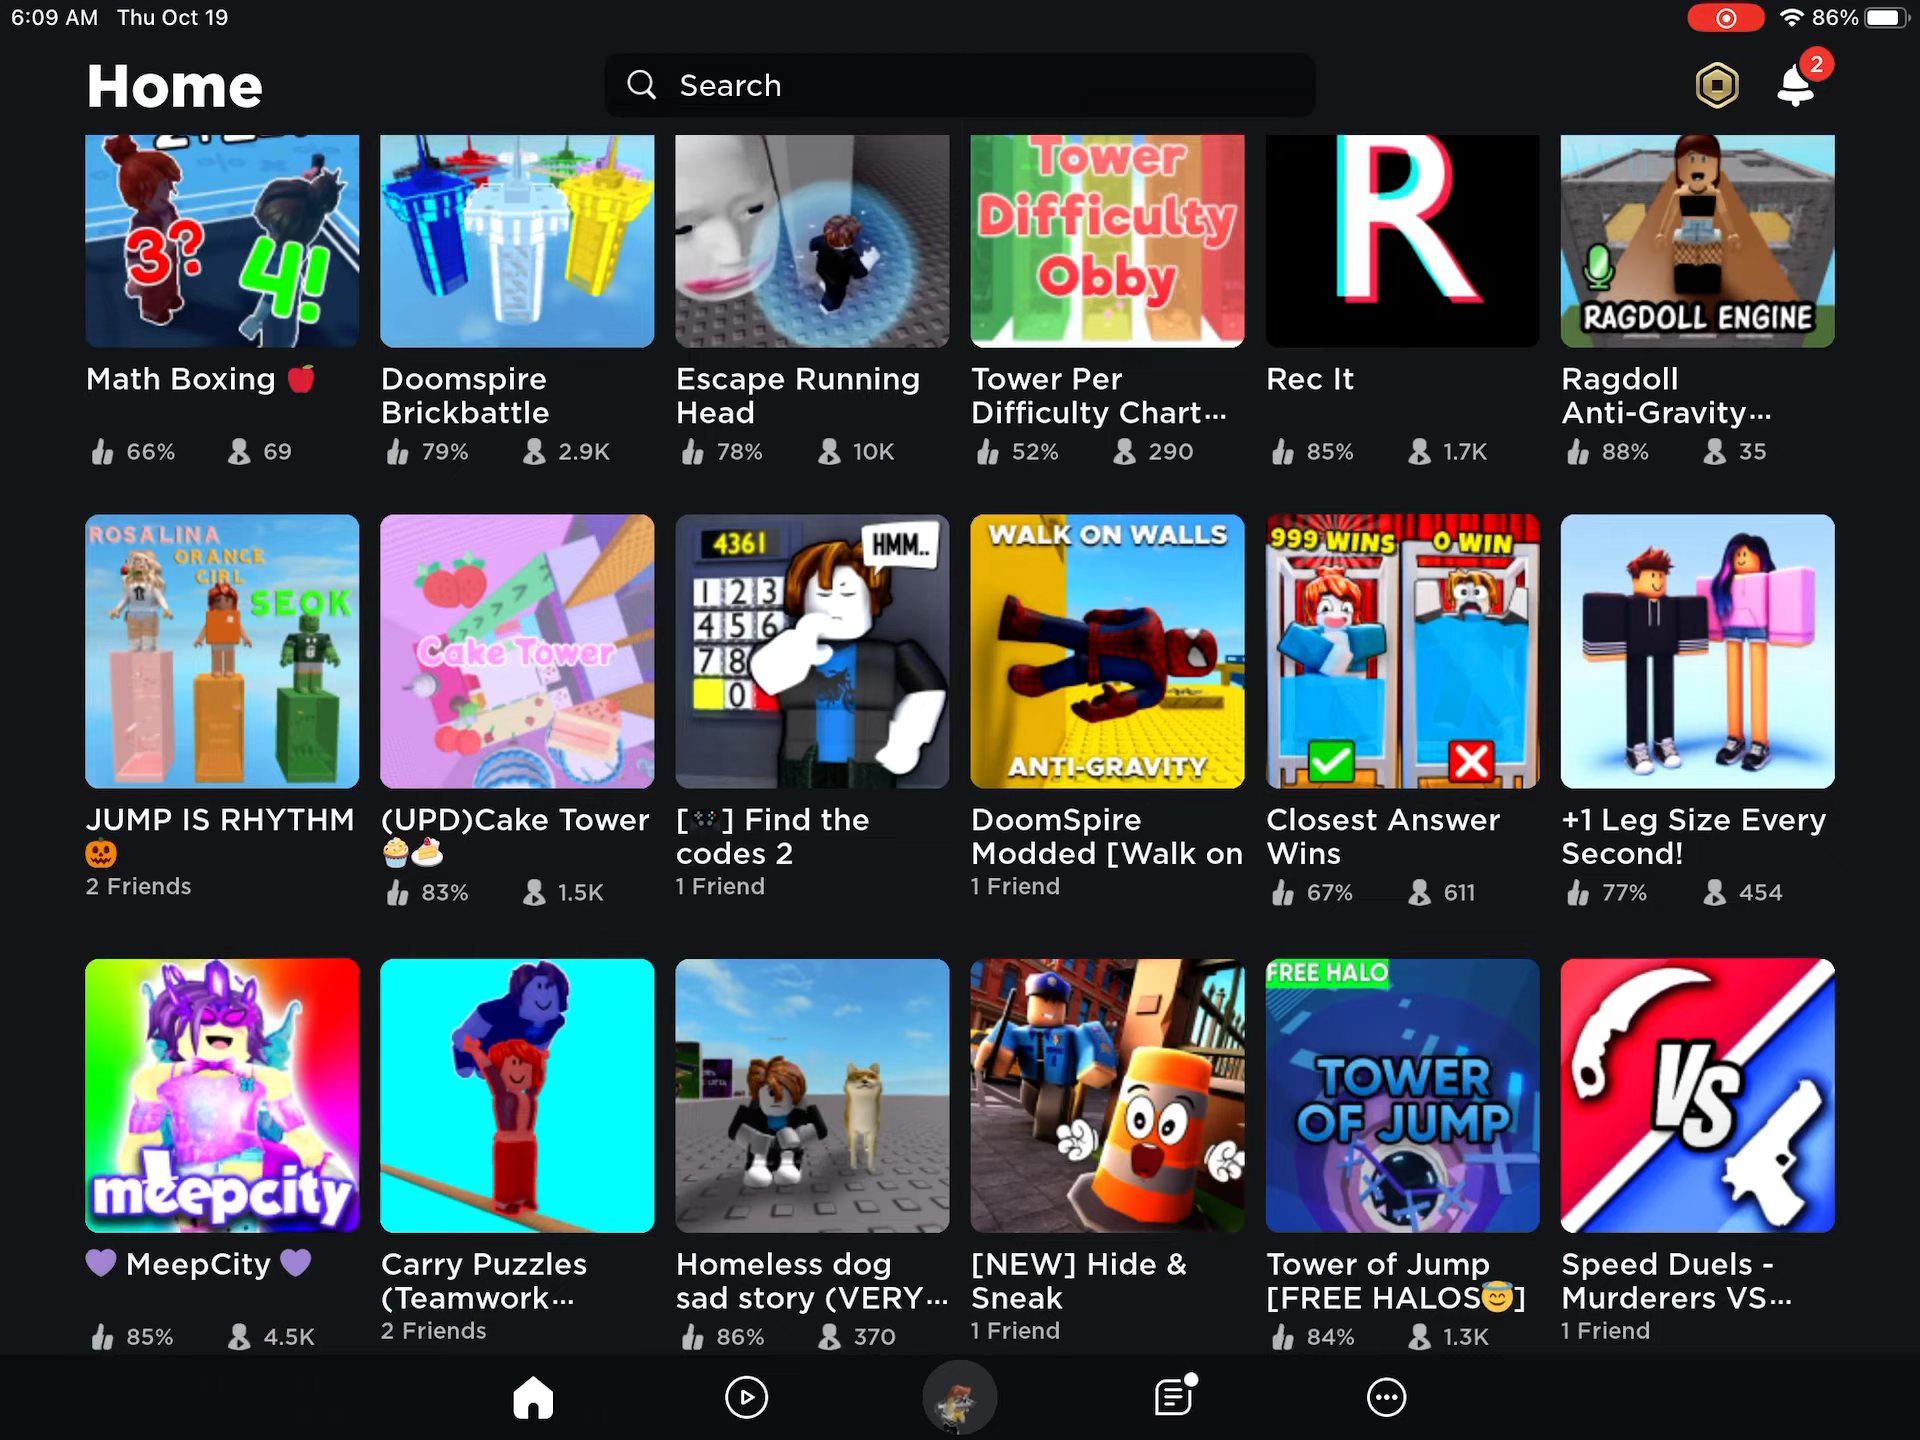 6:09 AM Thu Oct 19
86%
Home
Search
2
3?
4!
Tower
Difficulty
Obby
R
RAGDOLL ENGINE
Math Boxing 🍎
Doomspire
Brickbattle
Escape Running
Head
Tower Per
Difficulty Chart...
Rec It
Ragdoll
Anti-Gravity...
66% 69
79% 2.9K
78% 10K
52% 290
85% 1.7K
88% 35
ROSALINA
ORANGE
GIRL
SEOK
Cake Tower
4361
HMM..
1 2 3
4 5 6
7 8
0
WALK ON WALLS
ANTI-GRAVITY
999 WINS
0 WIN
JUMP IS RHYTHM
🎃
2 Friends
(UPD)Cake Tower
🧁🍰
83% 1.5K
[🎮] Find the
codes 2
1 Friend
DoomSpire
Modded [Walk on
1 Friend
Closest Answer
Wins
67% 611
+1 Leg Size Every
Second!
77% 454
meepcity
FREE HALO
TOWER
OF JUMP
VS
💜 MeepCity 💜
85% 4.5K
Carry Puzzles
(Teamwork...
2 Friends
Homeless dog
sad story (VERY...
86% 370
[NEW] Hide &
Sneak
1 Friend
Tower of Jump
[FREE HALOS😇]
84% 1.3K
Speed Duels -
Murderers VS...
1 Friend